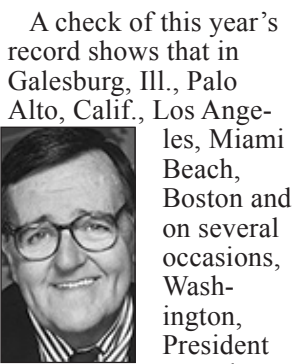 A check of this year’s
record shows that in
Galesburg, Ill., Palo
Alto, Calif., Los Ange-
les, Miami
Beach,
Boston and
on several
occasions,
Wash-
ington,
President